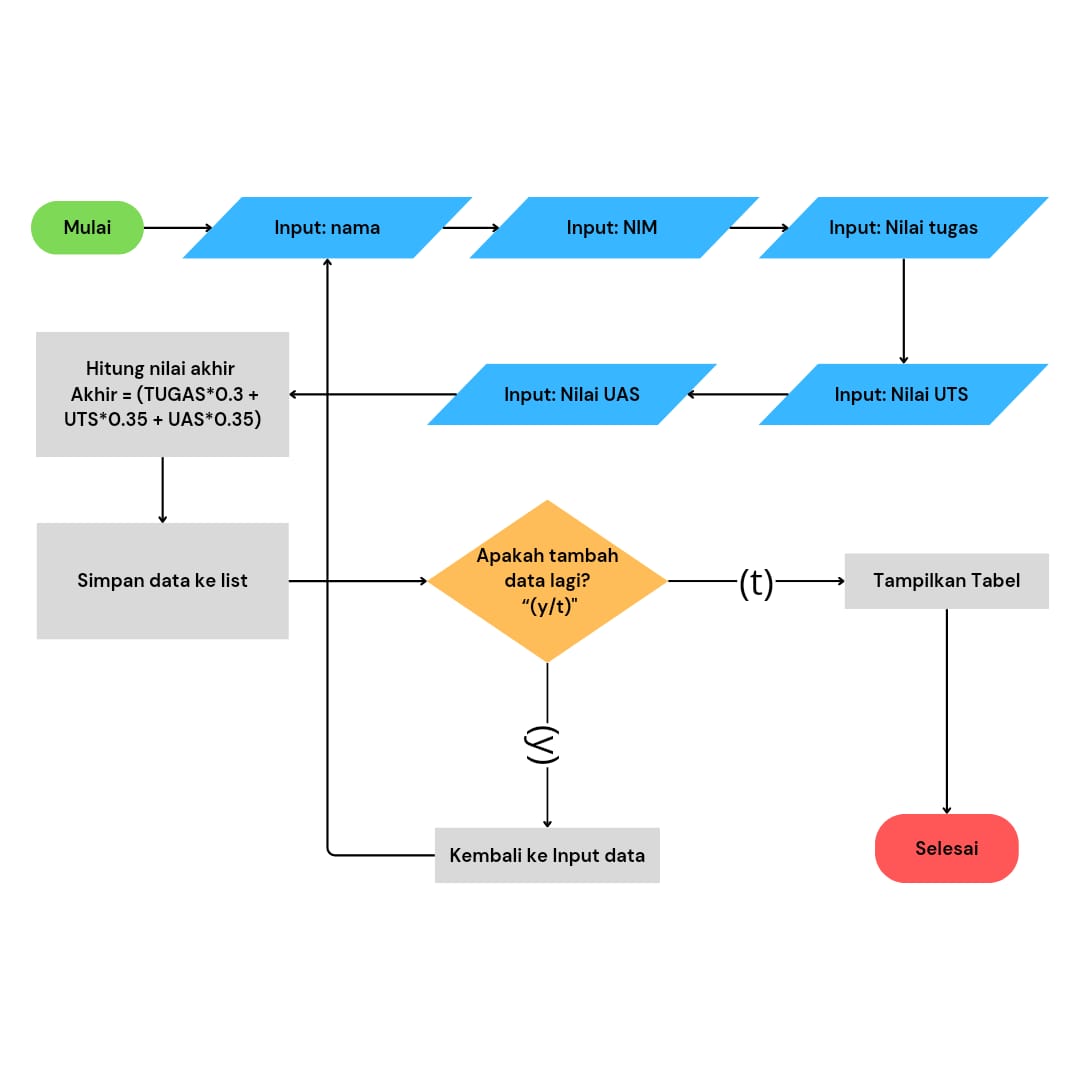 Mulai
Input: nama
Input: NIM
Input: Nilai tugas
Hitung nilai akhir
Akhir = (TUGAS*0.3 +
UTS*0.35 + UAS*0.35)
Input: Nilai UAS
Input: Nilai UTS
Simpan data ke list
Apakah tambah
data lagi?
“(y/t)"
(t)
Tampilkan Tabel
(y)
Kembali ke Input data
Selesai